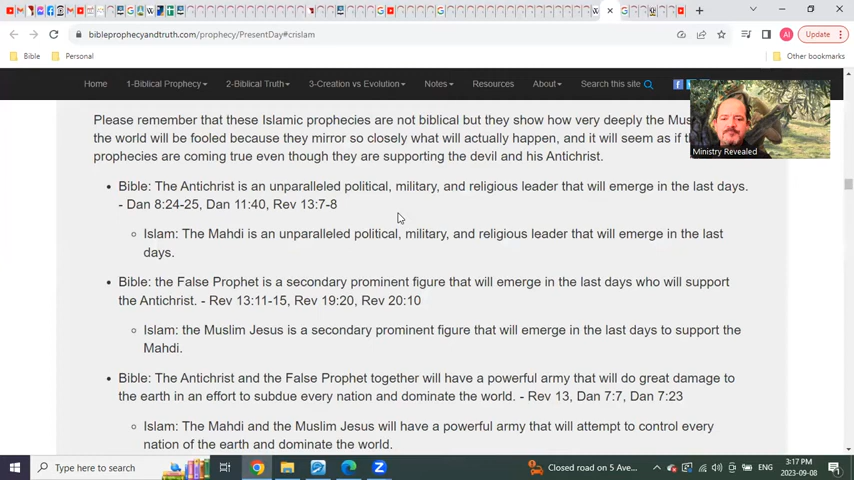 bibleprophecyandtruth.com/prophecy/PresentDay#crislam
Update
Bible
Personal
Other bookmarks
Home
1-Biblical Prophecy
2-Biblical Truth
3-Creation vs Evolution
Notes
Resources
About
Search this site
Please remember that these Islamic prophecies are not biblical but they show how very deeply the
the world will be fooled because they mirror so closely what will actually happen, and it will seem as if
prophecies are coming true even though they are supporting the devil and his Antichrist.
Ministry Revealed
• Bible: The Antichrist is an unparalleled political, military, and religious leader that will emerge in the last days.
- Dan 8:24-25, Dan 11:40, Rev 13:7-8
Islam: The Mahdi is an unparalleled political, military, and religious leader that will emerge in the last
days.
• Bible: the False Prophet is a secondary prominent figure that will emerge in the last days who will support
the Antichrist. - Rev 13:11-15, Rev 19:20, Rev 20:10
Islam: the Muslim Jesus is a secondary prominent figure that will emerge in the last days to support the
Mahdi.
• Bible: The Antichrist and the False Prophet together will have a powerful army that will do great damage to
the earth in an effort to subdue every nation and dominate the world. - Rev 13, Dan 7:7, Dan 7:23
Islam: The Mahdi and the Muslim Jesus will have a powerful army that will attempt to control every
nation of the earth and dominate the world.
Type here to search
Closed road on 5 Ave...
ENG
3:17 PM
2023-09-08